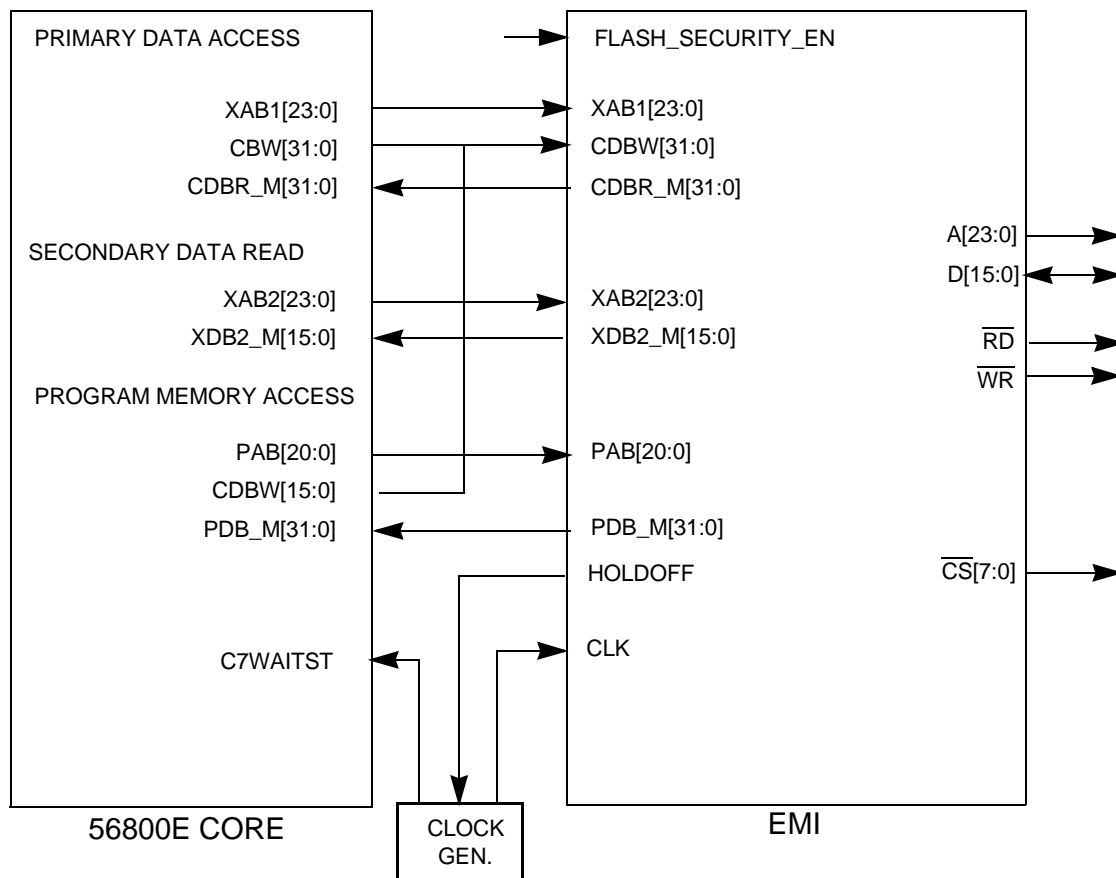 PRIMARY DATA ACCESS
XAB1[23:0]
CBW[31:0]
CDBR_M[31:0]
SECONDARY DATA READ
XAB2[23:0]
XDB2_M[15:0]
PROGRAM MEMORY ACCESS
PAB[20:0]
CDBW[15:0]
PDB_M[31:0]
C7WAITST
56800E CORE
CLOCK
GEN.
FLASH_SECURITY_EN
XAB1[23:0]
CDBW[31:0]
CDBR_M[31:0]
XAB2[23:0]
XDB2_M[15:0]
PAB[20:0]
PDB_M[31:0]
HOLDOFF
CLK
A[23:0]
D[15:0]
R̅D̅
W̅R̅
C̅S̅[7:0]
EMI